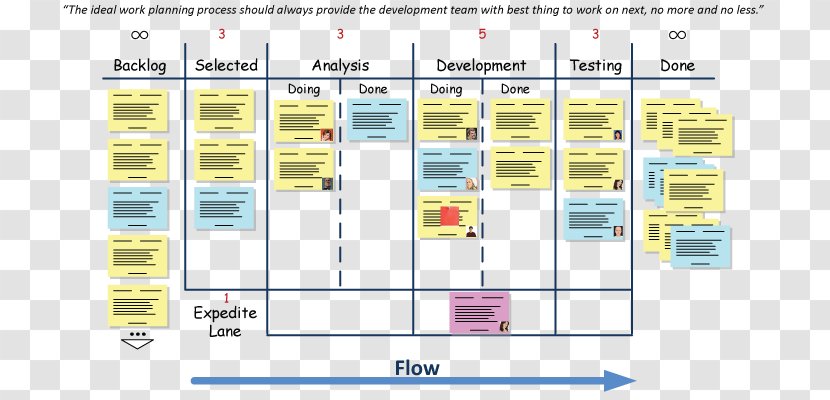 “The ideal work planning process should always provide the development team with best thing to work on next, no more and no less.”
∞ 3 3 5 3 ∞
Backlog Selected Analysis Development Testing Done
Doing Done Doing Done
1
Expedite
Lane
Flow